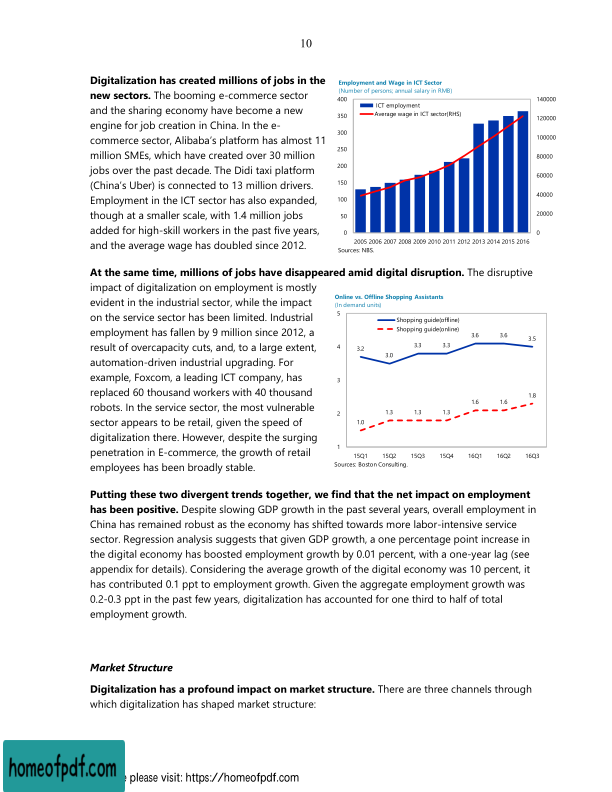 10
Digitalization has created millions of jobs in the
new sectors. The booming e-commerce sector
and the sharing economy have become a new
engine for job creation in China. In the e-
commerce sector, Alibaba's platform has almost 11
million SMEs, which have created over 30 million
jobs over the past decade. The Didi taxi platform
(China's Uber) is connected to 13 million drivers.
Employment in the ICT sector has also expanded,
though at a smaller scale, with 1.4 million jobs
added for high-skill workers in the past five years,
and the average wage has doubled since 2012.
Employment and Wage in ICT Sector
(Number of persons; annual salary in RMB)
ICT employment
Average wage in ICT sector(RHS)
400
350
300
250
200
150
100
50
0
140000
120000
100000
80000
60000
40000
20000
0
2005 2006 2007 2008 2009 2010 2011 2012 2013 2014 2015 2016
Sources: NBS.
At the same time, millions of jobs have disappeared amid digital disruption. The disruptive
impact of digitalization on employment is mostly
evident in the industrial sector, while the impact
on the service sector has been limited. Industrial
employment has fallen by 9 million since 2012, a
result of overcapacity cuts, and, to a large extent,
automation-driven industrial upgrading. For
example, Foxcom, a leading ICT company, has
replaced 60 thousand workers with 40 thousand
robots. In the service sector, the most vulnerable
sector appears to be retail, given the speed of
digitalization there. However, despite the surging
penetration in E-commerce, the growth of retail
employees has been broadly stable.
Online vs. Offline Shopping Assistants
(In demand units)
Shopping guide(offline)
Shopping guide(online)
5
4
3
2
1
3.2 3.0 3.3 3.3 3.6 3.6 3.5
1.0 1.3 1.3 1.3 1.6 1.6 1.8
15Q1 15Q2 15Q3 15Q4 16Q1 16Q2 16Q3
Sources: Boston Consulting.
Putting these two divergent trends together, we find that the net impact on employment
has been positive. Despite slowing GDP growth in the past several years, overall employment in
China has remained robust as the economy has shifted towards more labor-intensive service
sector. Regression analysis suggests that given GDP growth, a one percentage point increase in
the digital economy has boosted employment growth by 0.01 percent, with a one-year lag (see
appendix for details). Considering the average growth of the digital economy was 10 percent, it
has contributed 0.1 ppt to employment growth. Given the aggregate employment growth was
0.2-0.3 ppt in the past few years, digitalization has accounted for one third to half of total
employment growth.
Market Structure
Digitalization has a profound impact on market structure. There are three channels through
which digitalization has shaped market structure:
homeofpdf.com
please visit: https://homeofpdf.com